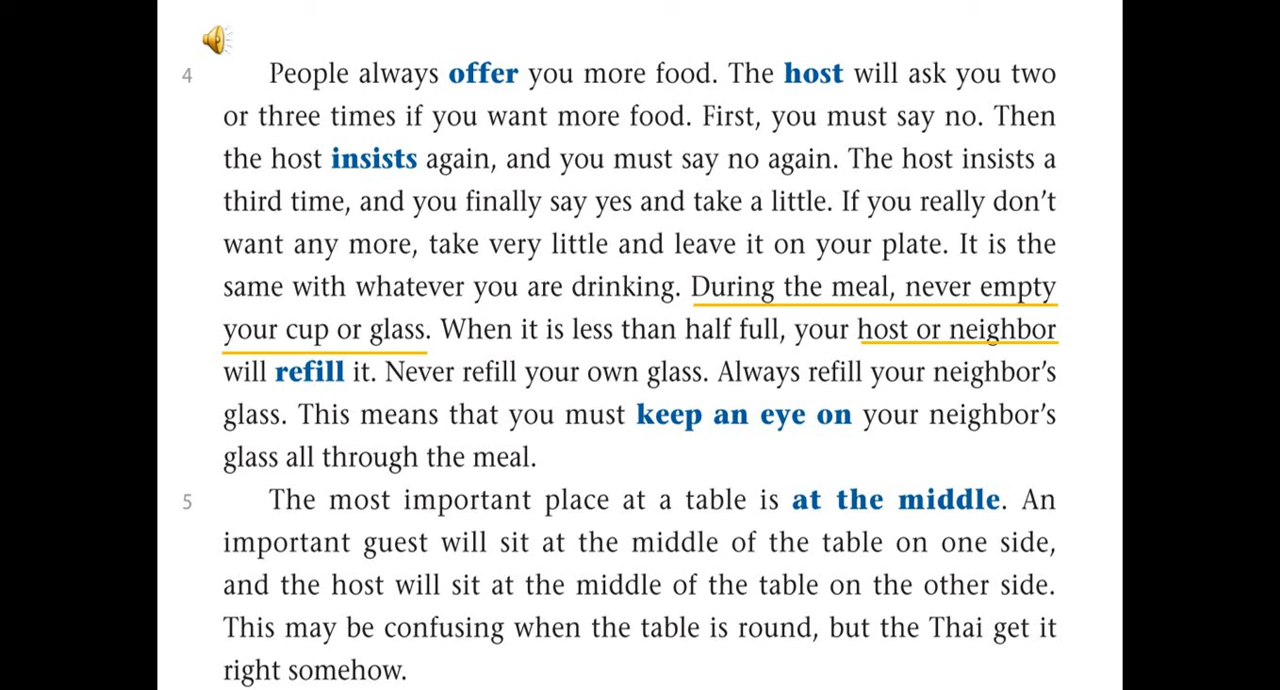 4 People always offer you more food. The host will ask you two
or three times if you want more food. First, you must say no. Then
the host insists again, and you must say no again. The host insists a
third time, and you finally say yes and take a little. If you really don't
want any more, take very little and leave it on your plate. It is the
same with whatever you are drinking. During the meal, never empty
your cup or glass. When it is less than half full, your host or neighbor
will refill it. Never refill your own glass. Always refill your neighbor's
glass. This means that you must keep an eye on your neighbor's
glass all through the meal.
5 The most important place at a table is at the middle. An
important guest will sit at the middle of the table on one side,
and the host will sit at the middle of the table on the other side.
This may be confusing when the table is round, but the Thai get it
right somehow.